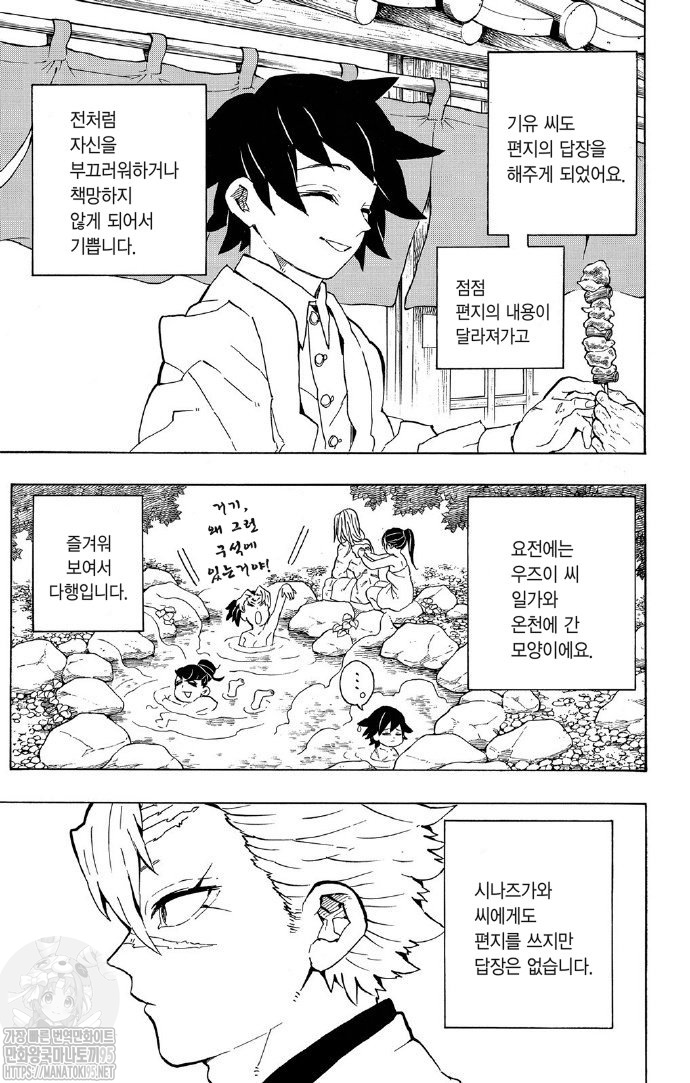 기유 씨도
편지의 답장을
해주게 되었어요.
점점
편지의 내용이
달라져가고
전처럼
자신을
부끄러워하거나
책망하지
않게 되어서
기쁩니다.
요전에는
우즈이 씨
일가와
온천에 간
모양이에요.
거기,
왜 그런
구석에
있는거야!
...
즐거워
보여서
다행입니다.
시나즈가와
씨에게도
편지를 쓰지만
답장은 없습니다.
가장 빠른 번역만화사이트
만화왕국마나토끼95
HTTPS://MANATOKI95.NET